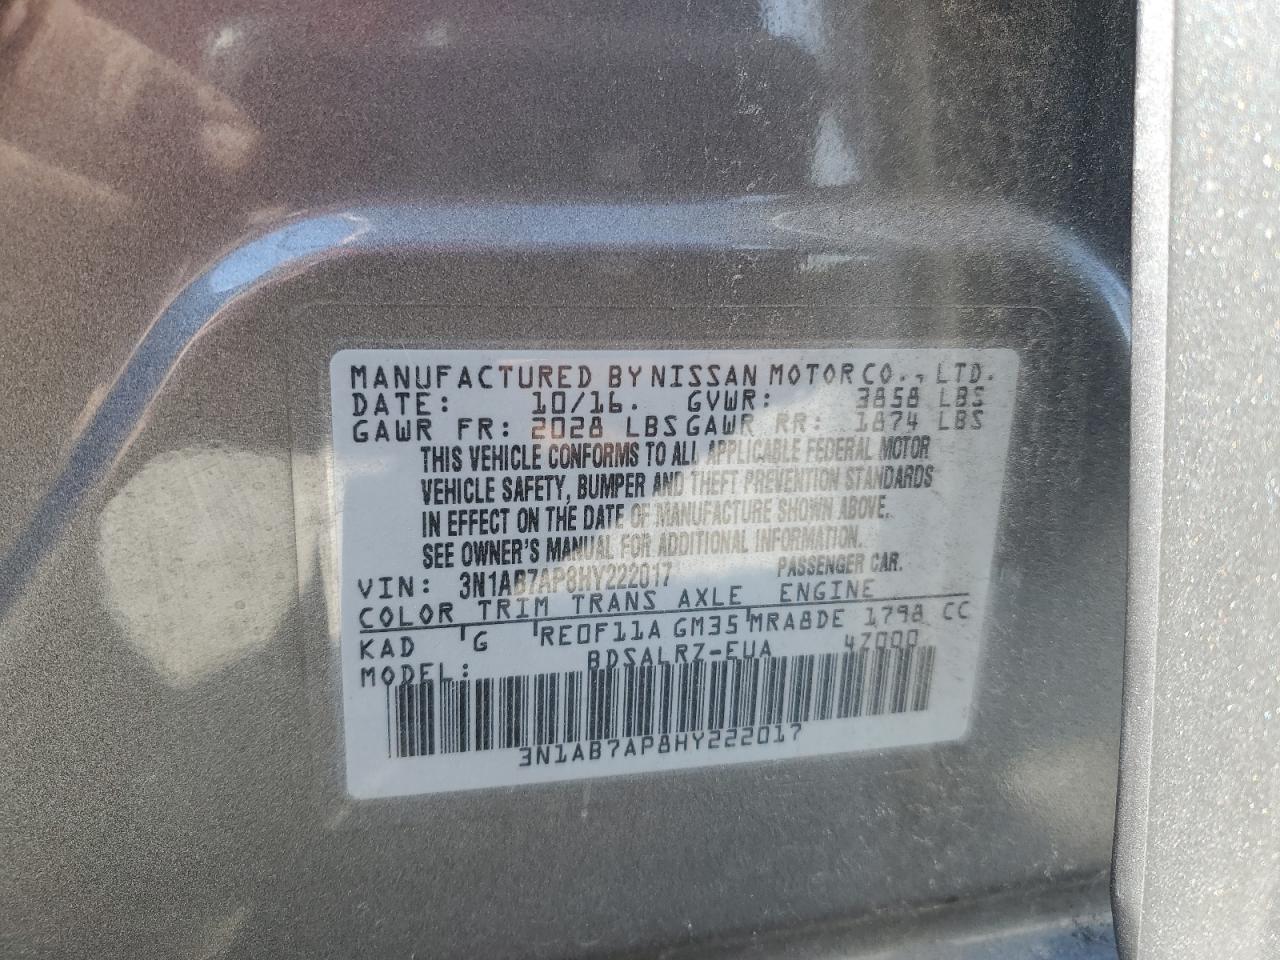 MANUFACTURED BY NISSAN MOTOR CO., LTD.
DATE: 10/16. GVWR: 3858 LBS
GAWR FR: 2028 LBS GAWR RR: 1874 LBS
THIS VEHICLE CONFORMS TO ALL APPLICABLE FEDERAL MOTOR
VEHICLE SAFETY, BUMPER AND THEFT PREVENTION STANDARDS
IN EFFECT ON THE DATE OF MANUFACTURE SHOWN ABOVE.
SEE OWNER'S MANUAL FOR ADDITIONAL INFORMATION.
VIN: 3N1AB7AP8HY222017 PASSENGER CAR.
COLOR TRIM TRANS AXLE ENGINE
KAD G RE0F11A GM35 MRA8DE 1798 CC
MODEL: BDSALRZ-EUA 4Z000
3N1AB7AP8HY222017